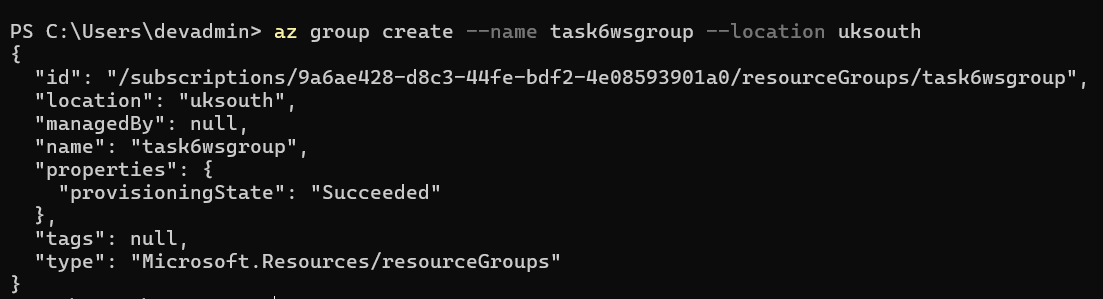 PS C:\Users\devadmin> az group create --name task6wsgroup --location uksouth
{
  "id": "/subscriptions/9a6ae428-d8c3-44fe-bdf2-4e08593901a0/resourceGroups/task6wsgroup",
  "location": "uksouth",
  "managedBy": null,
  "name": "task6wsgroup",
  "properties": {
    "provisioningState": "Succeeded"
  },
  "tags": null,
  "type": "Microsoft.Resources/resourceGroups"
}